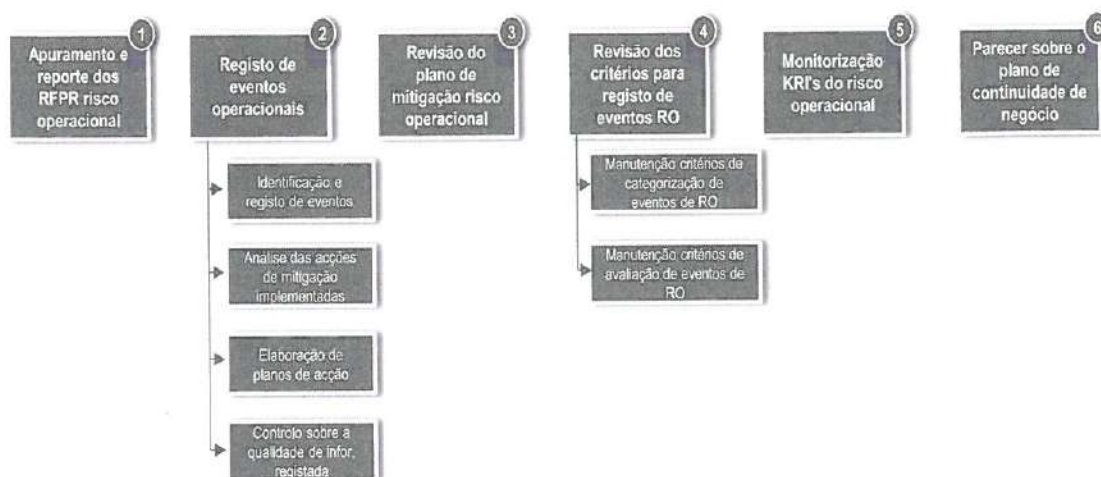 1
Apuramento e
reporte dos
RFPR risco
operacional
2
Registo de
eventos
operacionais
Identificação e
registo de eventos
Análise das acções
de mitigação
implementadas
Elaboração de
planos de acção
Controlo sobre a
qualidade de infor,
registada
3
Revisão do
plano de
mitigação risco
operacional
4
Revisão dos
critérios para
registo de
eventos RO
Manutenção critérios de
categorização de
eventos de RO
Manutenção critérios de
avaliação de eventos de
RO
5
Monitorização
KRI's do risco
operacional
6
Parecer sobre o
plano de
continuidade de
negócio